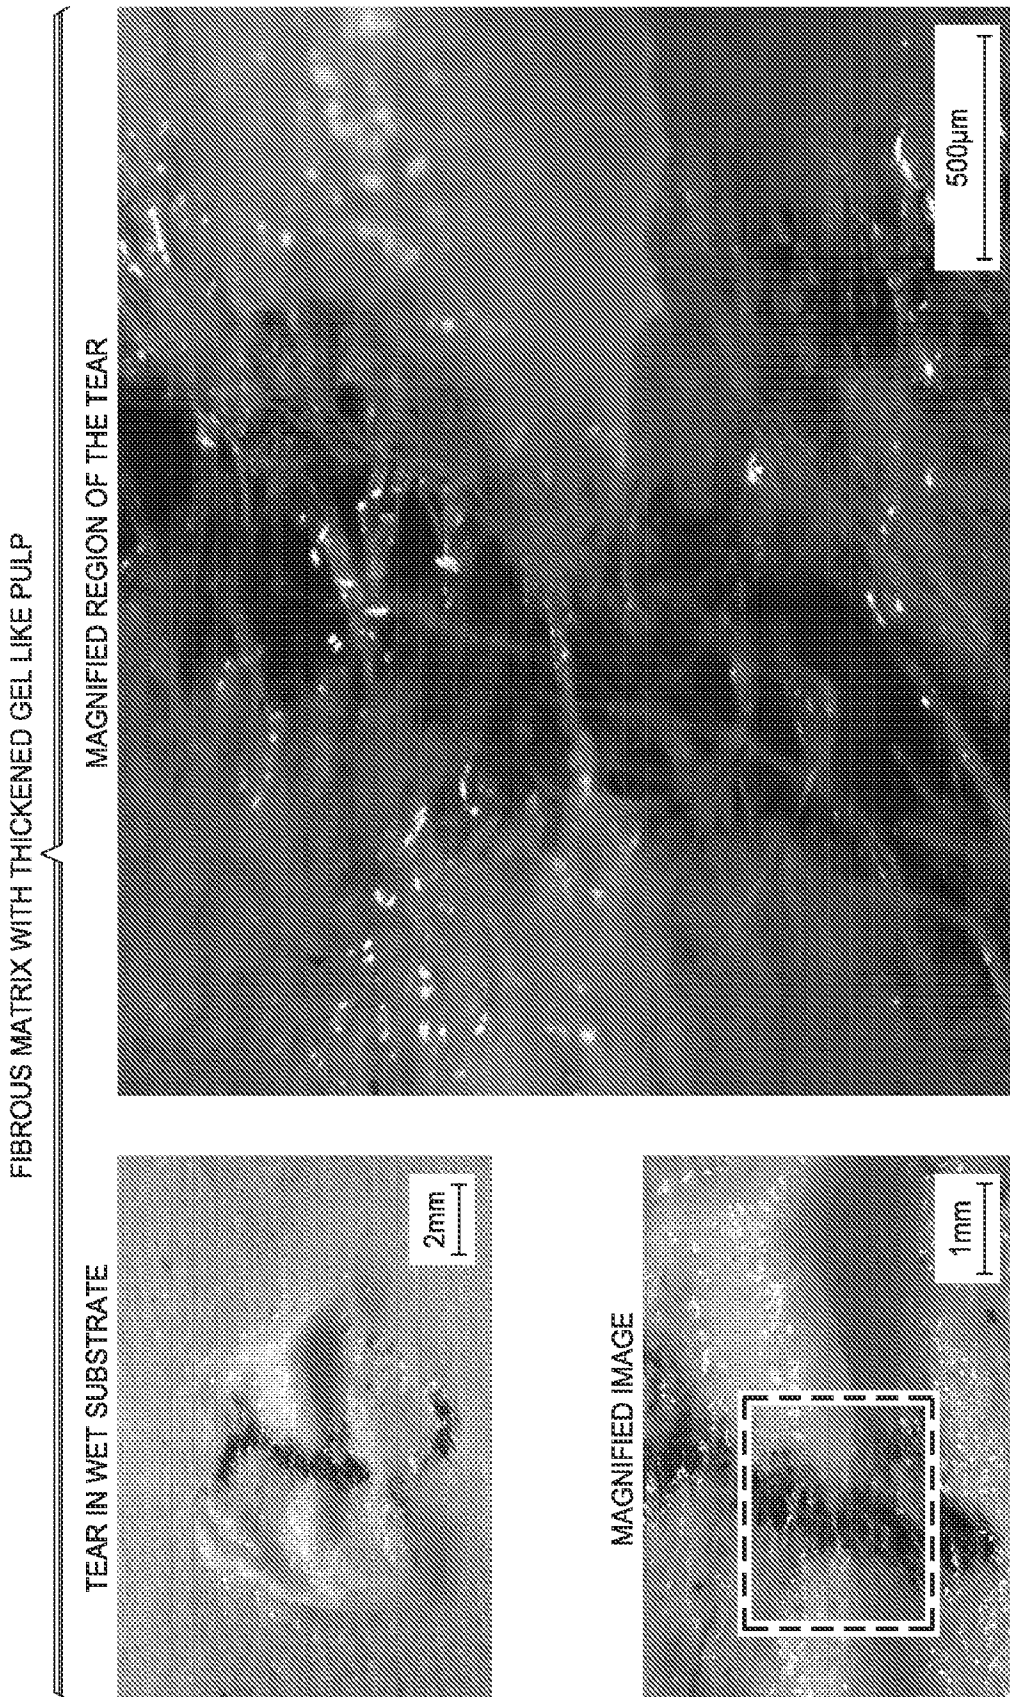 FIBROUS MATRIX WITH THICKENED GEL LIKE PULP
TEAR IN WET SUBSTRATE
2mm
MAGNIFIED IMAGE
1mm
MAGNIFIED REGION OF THE TEAR
500µm